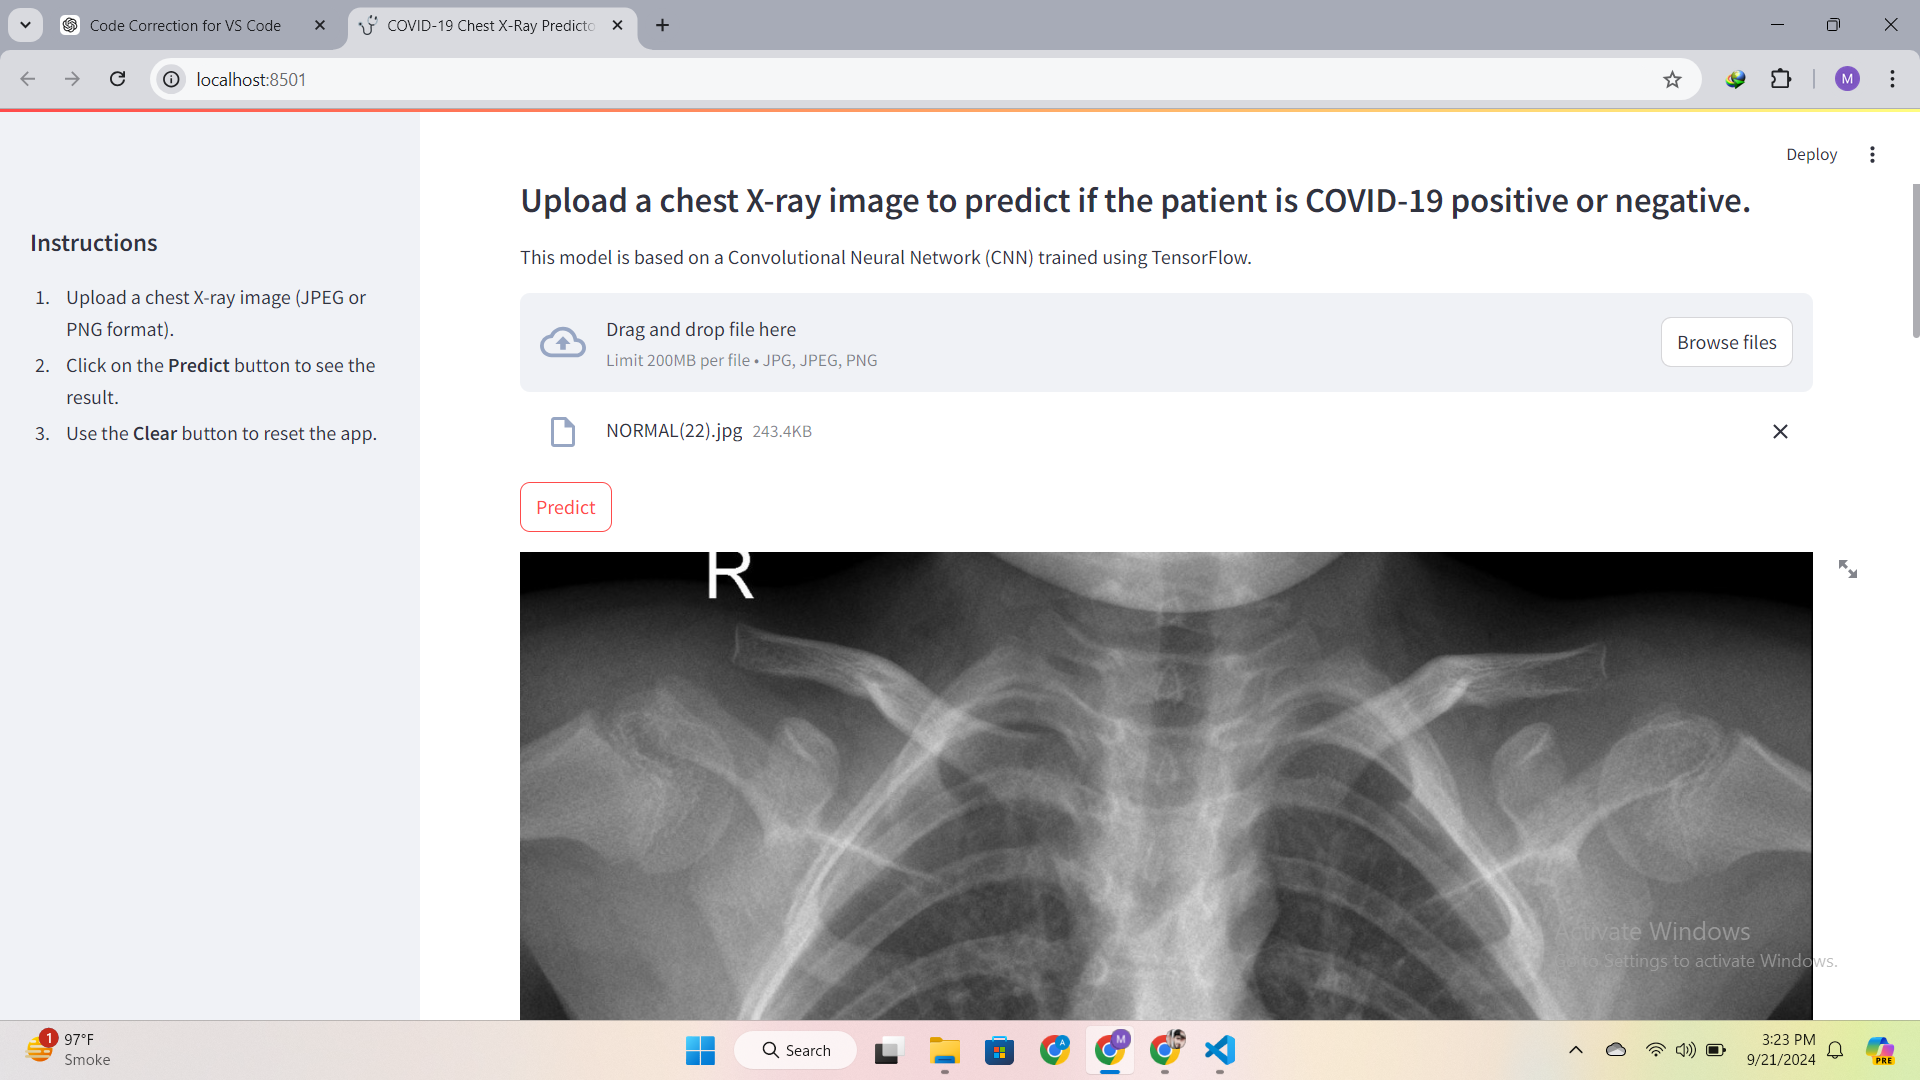 Code Correction for VS Code
COVID-19 Chest X-Ray Predicto
localhost:8501
M
Deploy
Instructions
1. Upload a chest X-ray image (JPEG or
PNG format).
2. Click on the Predict button to see the
result.
3. Use the Clear button to reset the app.
Upload a chest X-ray image to predict if the patient is COVID-19 positive or negative.
This model is based on a Convolutional Neural Network (CNN) trained using TensorFlow.
Drag and drop file here
Limit 200MB per file • JPG, JPEG, PNG
Browse files
NORMAL(22).jpg 243.4KB
Predict
R
Activate Windows
Go to Settings to activate Windows.
1
97°F
Smoke
Search
A
M
3:23 PM
9/21/2024
PRE